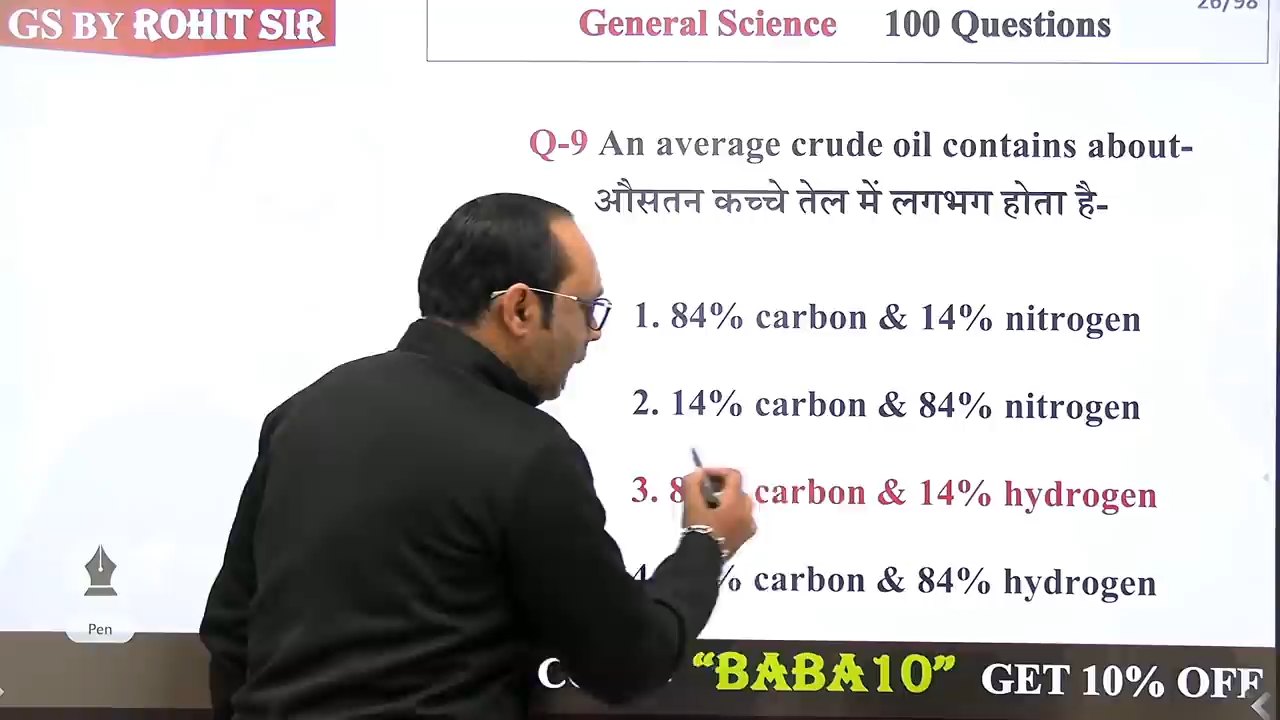 GS BY ROHIT SIR
General Science 100 Questions
26/98
Q-9 An average crude oil contains about-
औसतन कच्चे तेल में लगभग होता है-
1. 84% carbon & 14% nitrogen
2. 14% carbon & 84% nitrogen
3. carbon & 14% hydrogen
% carbon & 84% hydrogen
Pen
“BABA10” GET 10% OFF